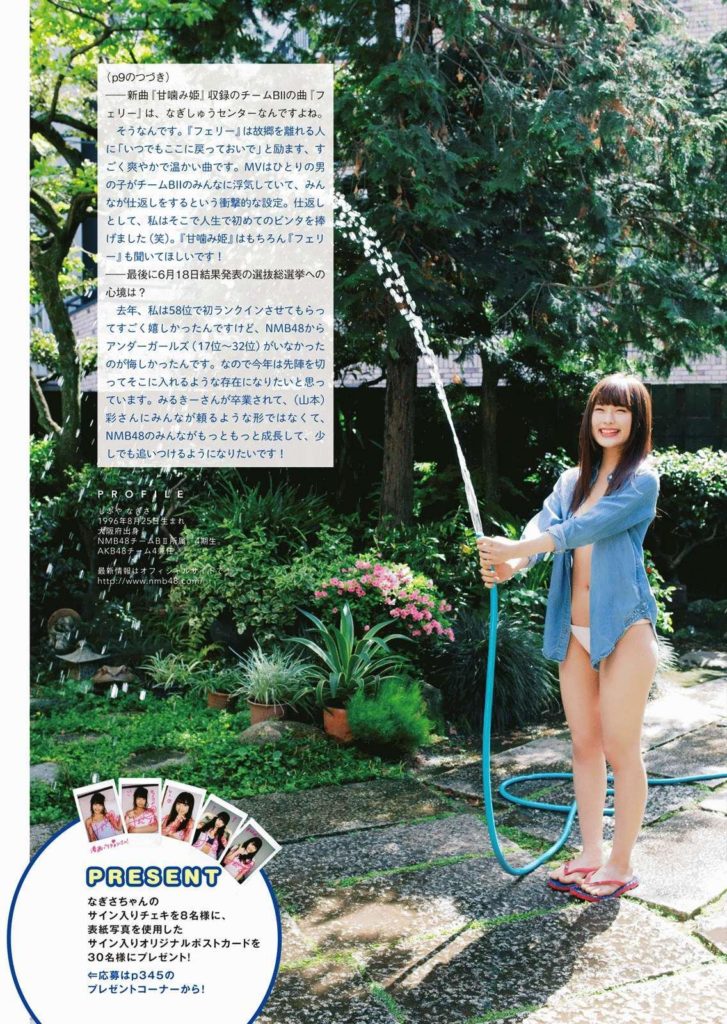 (p9のつづき)
――新曲『甘噛み姫』収録のチームBIIの曲『フ
ェリー』は、なぎしゅうセンターなんですよね。
そうなんです。『フェリー』は故郷を離れる人
に「いつでもここに戻っておいで」と励ます、す
ごく爽やかで温かい曲です。MVはひとりの男
の子がチームBIIのみんなに浮気していて、みん
なが仕返しをするという衝撃的な設定。仕返し
として、私はそこで人生で初めてのビンタを捧
げました(笑)。『甘噛み姫』はもちろん『フェリ
ー』も聞いてほしいです!
――最後に6月18日結果発表の選抜総選挙への
心境は?
去年、私は58位で初ランクインさせてもらっ
てすごく嬉しかったんですけど、NMB48から
アンダーガールズ(17位〜32位)がいなかった
のが悔しかったんです。なので今年は先陣を切
ってそこに入れるような存在になりたいと思っ
ています。みるきーさんが卒業されて、(山本)
彩さんにみんなが頼るような形ではなくて、
NMB48のみんながもっともっと成長して、少
しでも追いつけるようになりたいです!
PROFILE
しぶや なぎさ
1996年8月25日生まれ
大阪府出身
NMB48チームBⅡ所属 4期生
AKB48チーム4兼任
最新情報はオフィシャルサイト
http://www.nmb48.com/
PRESENT
なぎさちゃんの
サイン入りチェキを8名様に、
表紙写真を使用した
サイン入りオリジナルポストカードを
30名様にプレゼント!
⇐応募はp345の
プレゼントコーナーから!